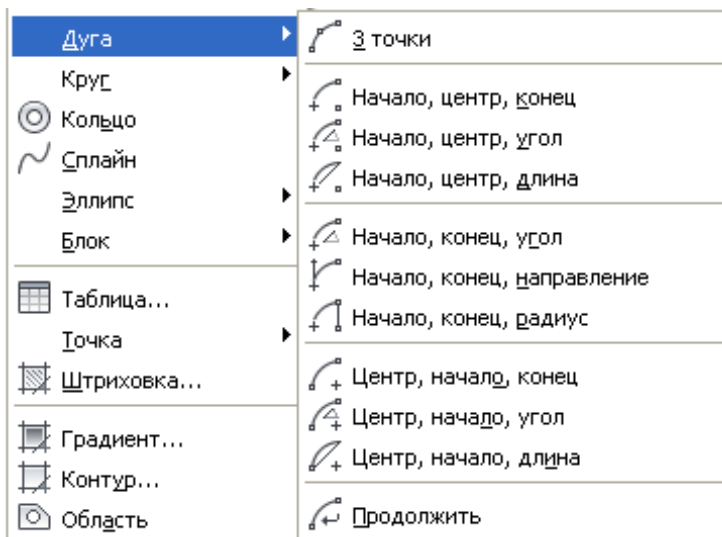 Дуга
Круг
Кольцо
Сплайн
Эллипс
Блок
Таблица...
Точка
Штриховка...
Градиент...
Контур...
Область
3 точки
Начало, центр, конец
Начало, центр, угол
Начало, центр, длина
Начало, конец, угол
Начало, конец, направление
Начало, конец, радиус
Центр, начало, конец
Центр, начало, угол
Центр, начало, длина
Продолжить